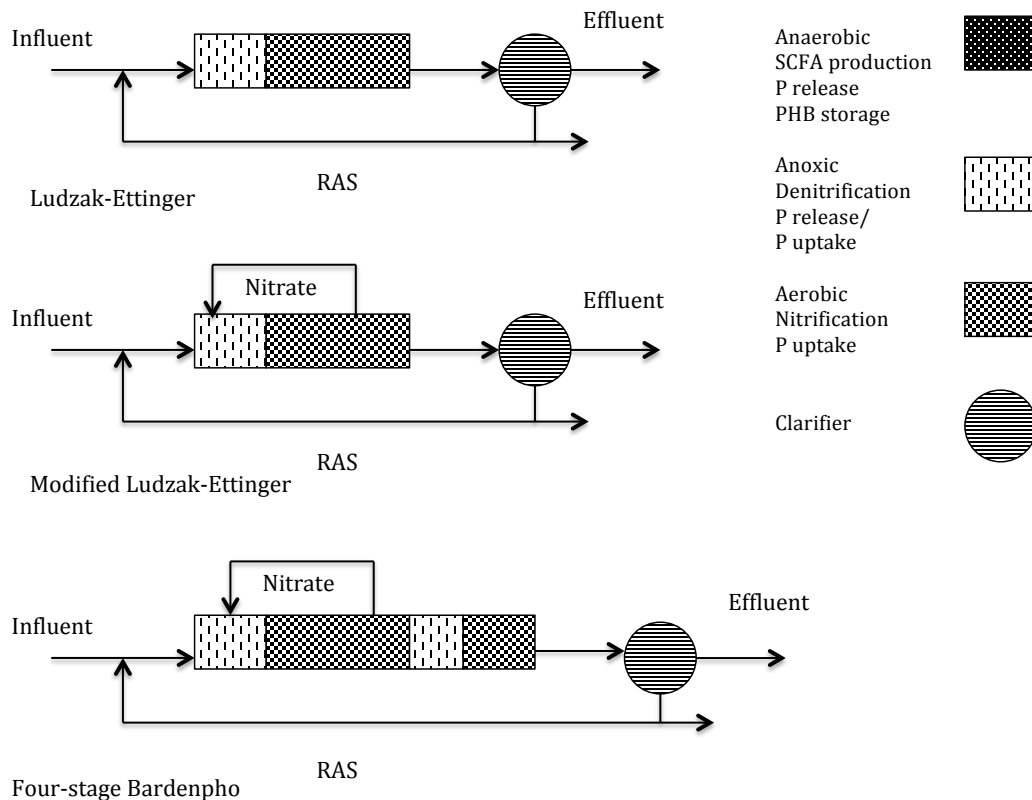 Influent
Effluent
RAS
Ludzak-Ettinger
Influent
Nitrate
Effluent
RAS
Modified Ludzak-Ettinger
Influent
Nitrate
Effluent
RAS
Four-stage Bardenpho
Anaerobic
SCFA production
P release
PHB storage
Anoxic
Denitrification
P release/
P uptake
Aerobic
Nitrification
P uptake
Clarifier